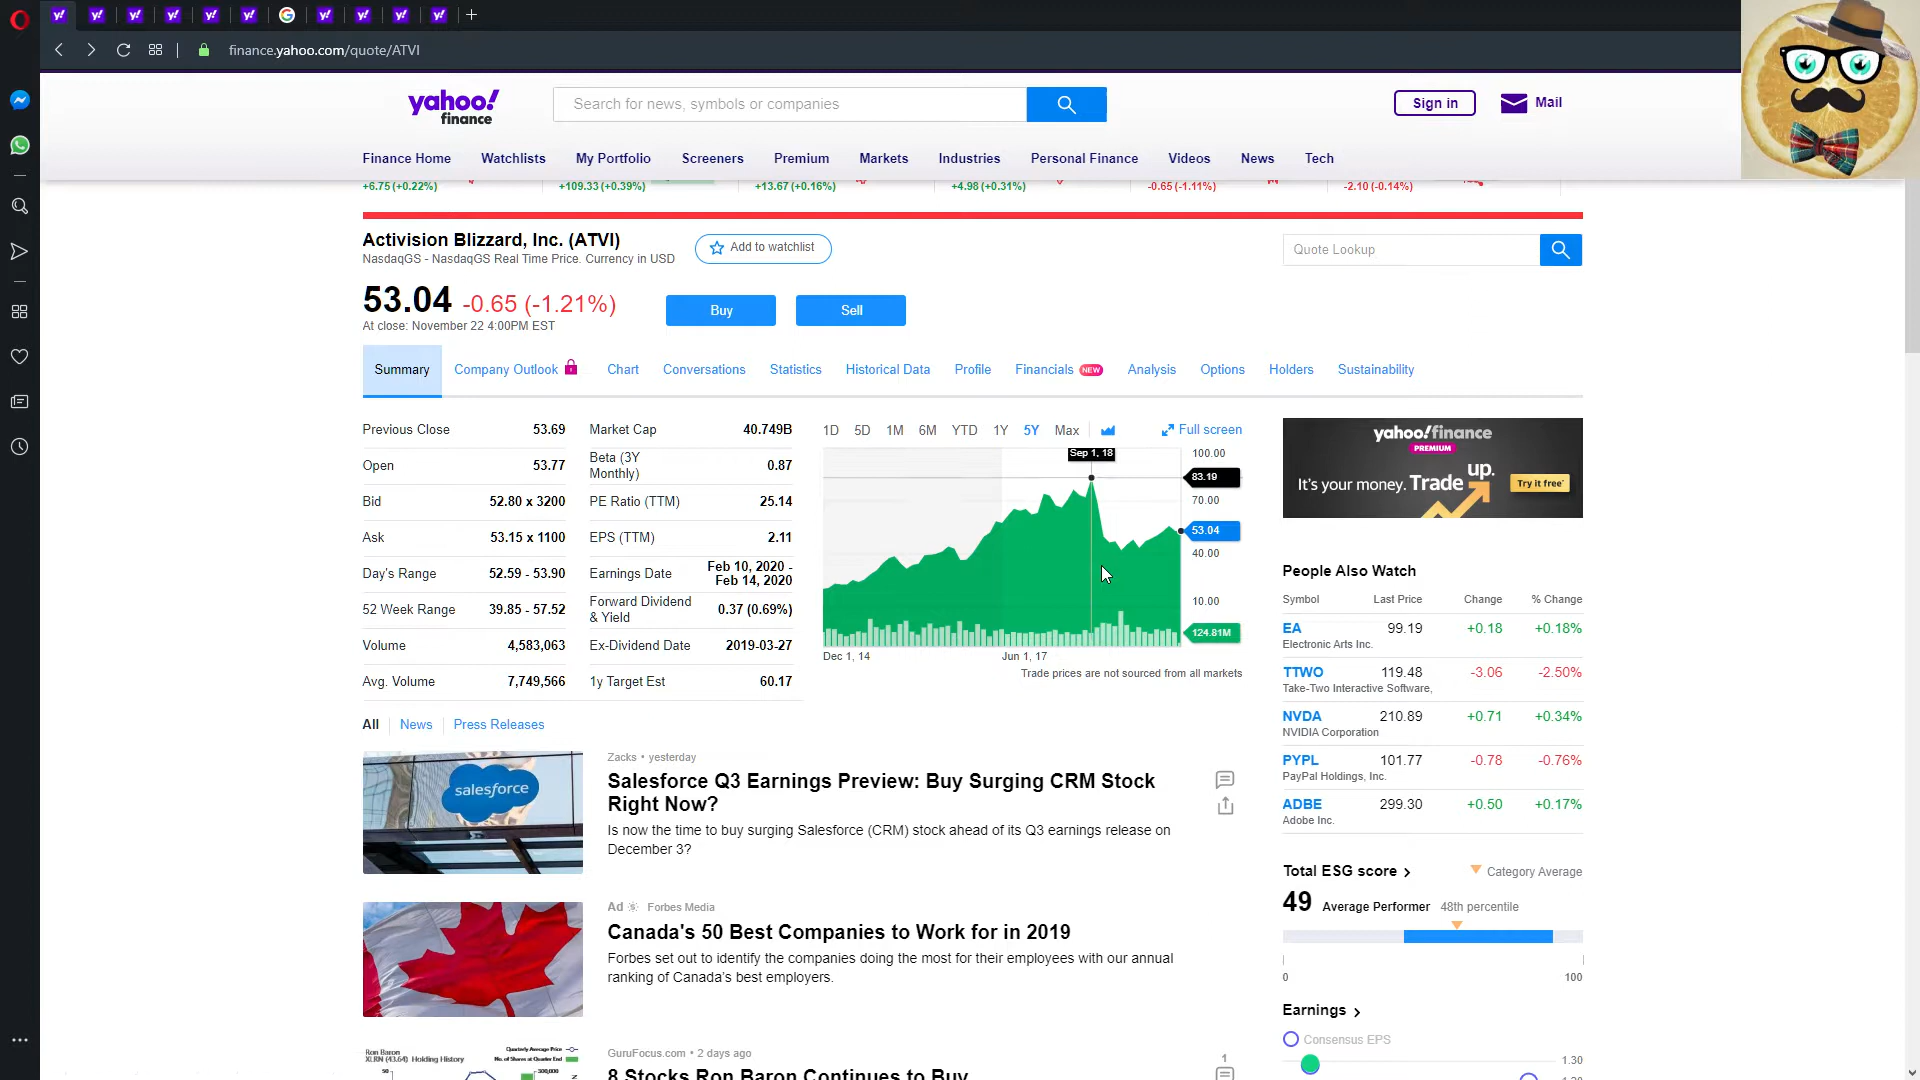 finance.yahoo.com/quote/ATVI
yahoo!
finance
Search for news, symbols or companies
Sign in
Mail
Finance Home
Watchlists
My Portfolio
Screeners
Premium
Markets
Industries
Personal Finance
Videos
News
Tech
+6.75 (+0.22%)
+109.33 (+0.39%)
+13.67 (+0.16%)
+4.98 (+0.31%)
-0.65 (-1.11%)
-2.10 (-0.14%)
Activision Blizzard, Inc. (ATVI)
NasdaqGS - NasdaqGS Real Time Price. Currency in USD
Add to watchlist
Quote Lookup
53.04 -0.65 (-1.21%)
At close: November 22 4:00PM EST
Buy
Sell
Summary
Company Outlook
Chart
Conversations
Statistics
Historical Data
Profile
Financials NEW
Analysis
Options
Holders
Sustainability
Previous Close 53.69
Open 53.77
Bid 52.80 x 3200
Ask 53.15 x 1100
Day's Range 52.59 - 53.90
52 Week Range 39.85 - 57.52
Volume 4,583,063
Avg. Volume 7,749,566
Market Cap 40.749B
Beta (3Y
Monthly) 0.87
PE Ratio (TTM) 25.14
EPS (TTM) 2.11
Earnings Date Feb 10, 2020 -
Feb 14, 2020
Forward Dividend
& Yield 0.37 (0.69%)
Ex-Dividend Date 2019-03-27
1y Target Est 60.17
1D 5D 1M 6M YTD 1Y 5Y Max
Full screen
Sep 1, 18
100.00
83.19
70.00
53.04
40.00
10.00
124.81M
Dec 1, 14
Jun 1, 17
Trade prices are not sourced from all markets
yahoo!finance
PREMIUM
It's your money. Trade up.
Try it free*
People Also Watch
Symbol Last Price Change % Change
EA 99.19 +0.18 +0.18%
Electronic Arts Inc.
TTWO 119.48 -3.06 -2.50%
Take-Two Interactive Software,
NVDA 210.89 +0.71 +0.34%
NVIDIA Corporation
PYPL 101.77 -0.78 -0.76%
PayPal Holdings, Inc.
ADBE 299.30 +0.50 +0.17%
Adobe Inc.
Total ESG score
Category Average
49 Average Performer 48th percentile
0 100
Earnings
Consensus EPS
1.30
All
News
Press Releases
salesforce
Zacks • yesterday
Salesforce Q3 Earnings Preview: Buy Surging CRM Stock
Right Now?
Is now the time to buy surging Salesforce (CRM) stock ahead of its Q3 earnings release on
December 3?
Ad Forbes Media
Canada's 50 Best Companies to Work for in 2019
Forbes set out to identify the companies doing the most for their employees with our annual
ranking of Canada's best employers.
Ron Baron
XLRN (43.64) Holding History
Quarterly Average Price
No. of Shares at Quarter End
50
300,000
GuruFocus.com • 2 days ago
8 Stocks Ron Baron Continues to Buy
1